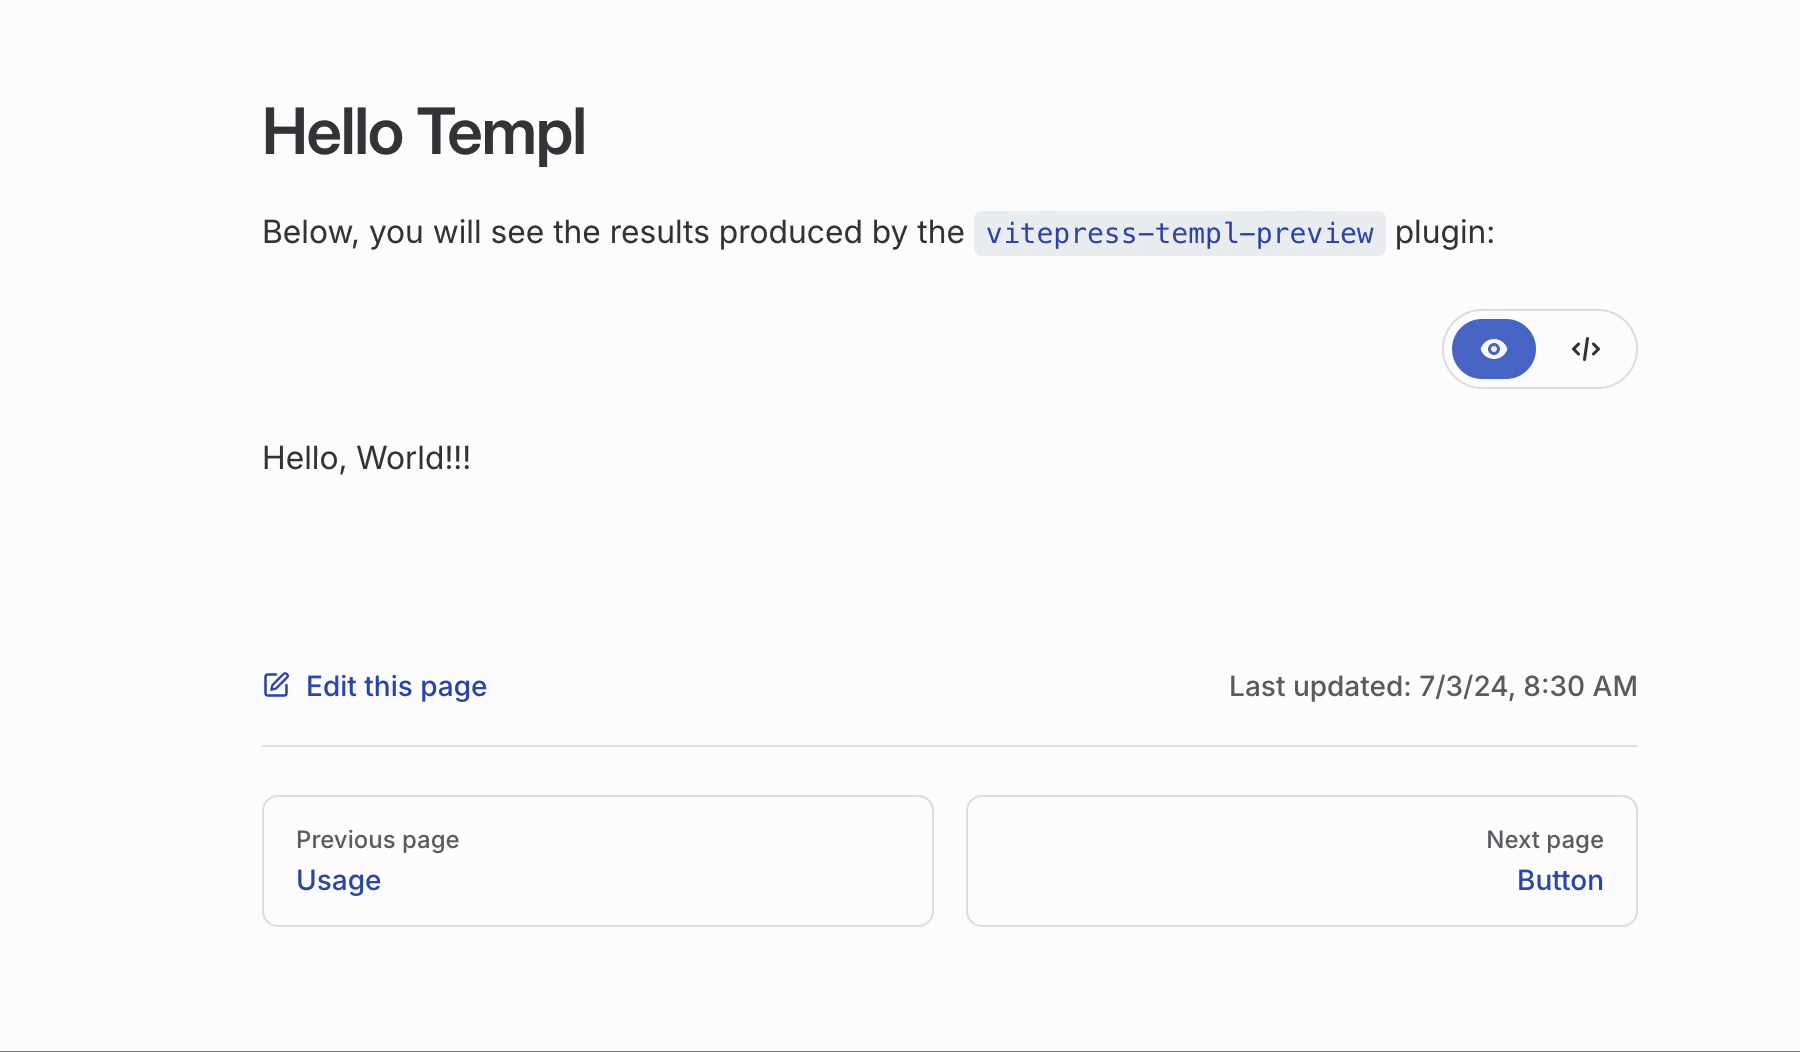 Hello Templ
Below, you will see the results produced by the vitepress-templ-preview plugin:
</>
Hello, World!!!
Edit this page
Last updated: 7/3/24, 8:30 AM
Previous page
Usage
Next page
Button